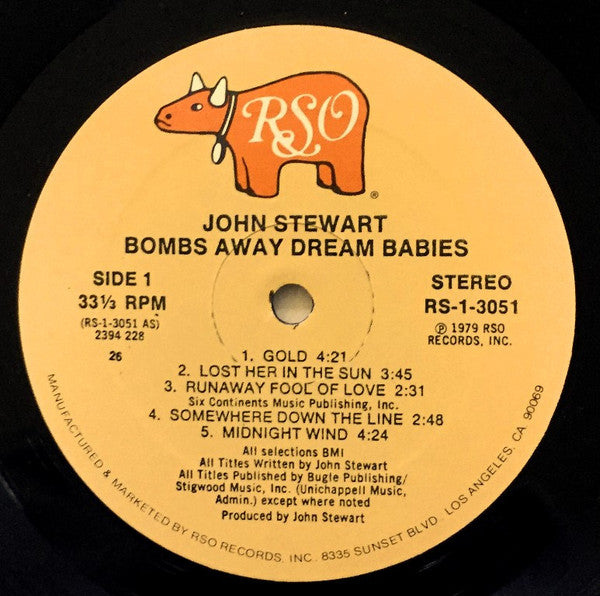 RSO
®
JOHN STEWART
BOMBS AWAY DREAM BABIES
SIDE 1
33⅓ RPM
(RS-1-3051 AS)
2394 228
26
STEREO
RS-1-3051
℗ 1979 RSO
RECORDS, INC.
1. GOLD 4:21
2. LOST HER IN THE SUN 3:45
3. RUNAWAY FOOL OF LOVE 2:31
Six Continents Music Publishing, Inc.
4. SOMEWHERE DOWN THE LINE 2:48
5. MIDNIGHT WIND 4:24
All selections BMI
All Titles Written by John Stewart
All Titles Published by Bugle Publishing/
Stigwood Music, Inc. (Unichappell Music,
Admin.) except where noted
Produced by John Stewart
MANUFACTURED & MARKETED BY RSO RECORDS, INC. 8335 SUNSET BLVD. LOS ANGELES, CA 90069